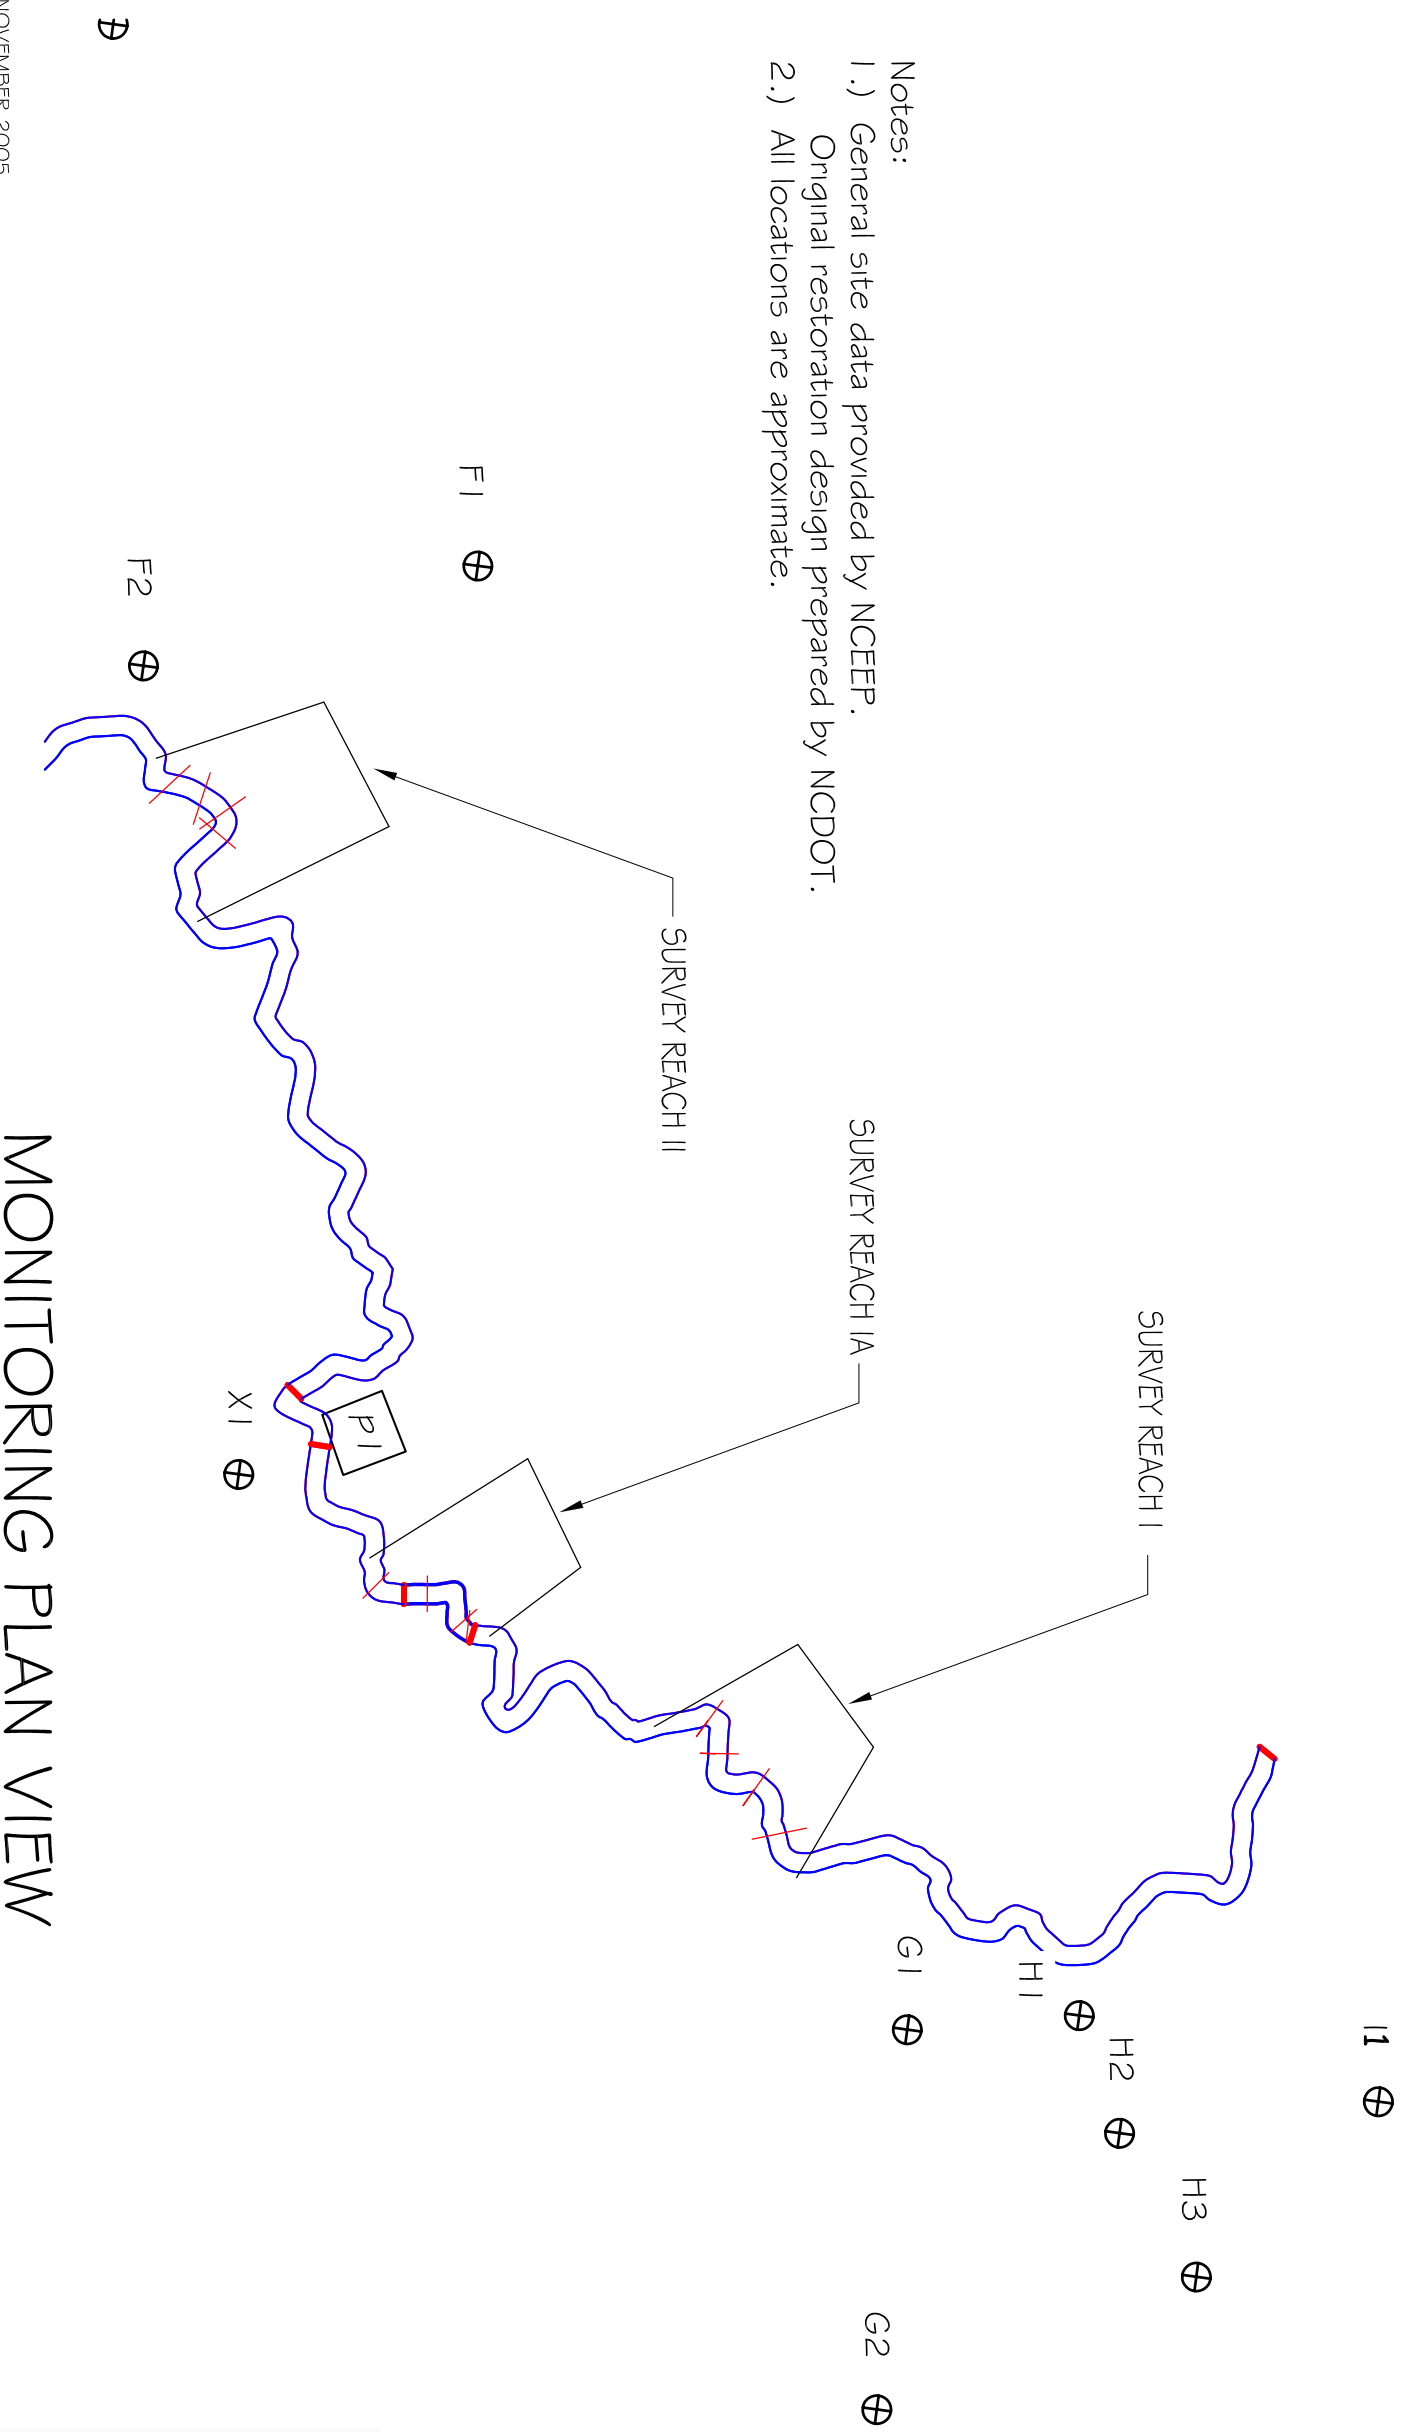 Notes:
1.) General site data provided by NCEEP.
Original restoration design prepared by NCDOT.
2.) All locations are approximate.
I1
H3
H2
H1
G1
G2
SURVEY REACH I
SURVEY REACH IA
SURVEY REACH II
F1
F2
X1
P1
MONITORING PLAN VIEW
NOVEMBER 2005